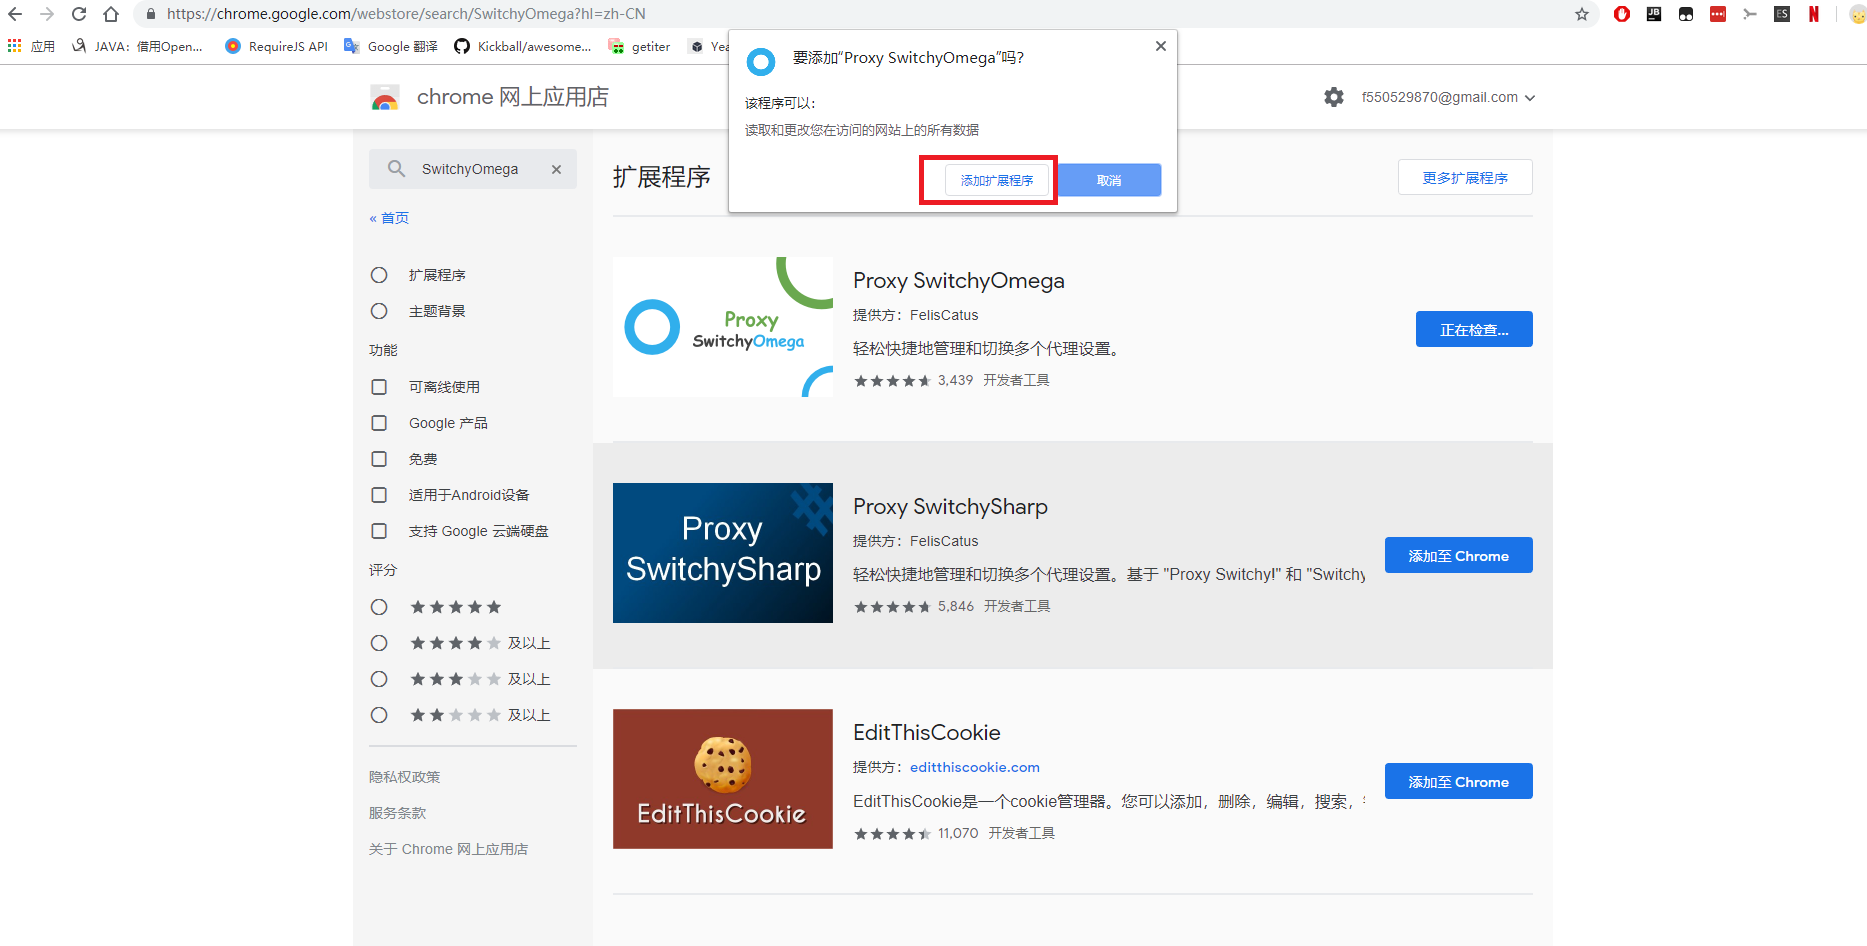 https://chrome.google.com/webstore/search/SwitchyOmega?hl=zh-CN
JB
ES
N
应用
JAVA：借用Open...
RequireJS API
Google 翻译
Kickball/awesome...
getiter
Yea
要添加“Proxy SwitchyOmega”吗?
该程序可以：
读取和更改您在访问的网站上的所有数据
添加扩展程序
取消
chrome 网上应用店
f550529870@gmail.com
SwitchyOmega
« 首页
扩展程序
主题背景
功能
可离线使用
Google 产品
免费
适用于Android设备
支持 Google 云端硬盘
评分
及以上
及以上
及以上
隐私权政策
服务条款
关于 Chrome 网上应用店
扩展程序
更多扩展程序
Proxy
SwitchyOmega
Proxy SwitchyOmega
提供方：FelisCatus
轻松快捷地管理和切换多个代理设置。
3,439 开发者工具
正在检查...
Proxy
SwitchySharp
Proxy SwitchySharp
提供方：FelisCatus
轻松快捷地管理和切换多个代理设置。基于 "Proxy Switchy!" 和 "Switchy
5,846 开发者工具
添加至 Chrome
EditThisCookie
EditThisCookie
提供方：editthiscookie.com
EditThisCookie是一个cookie管理器。您可以添加，删除，编辑，搜索，
11,070 开发者工具
添加至 Chrome